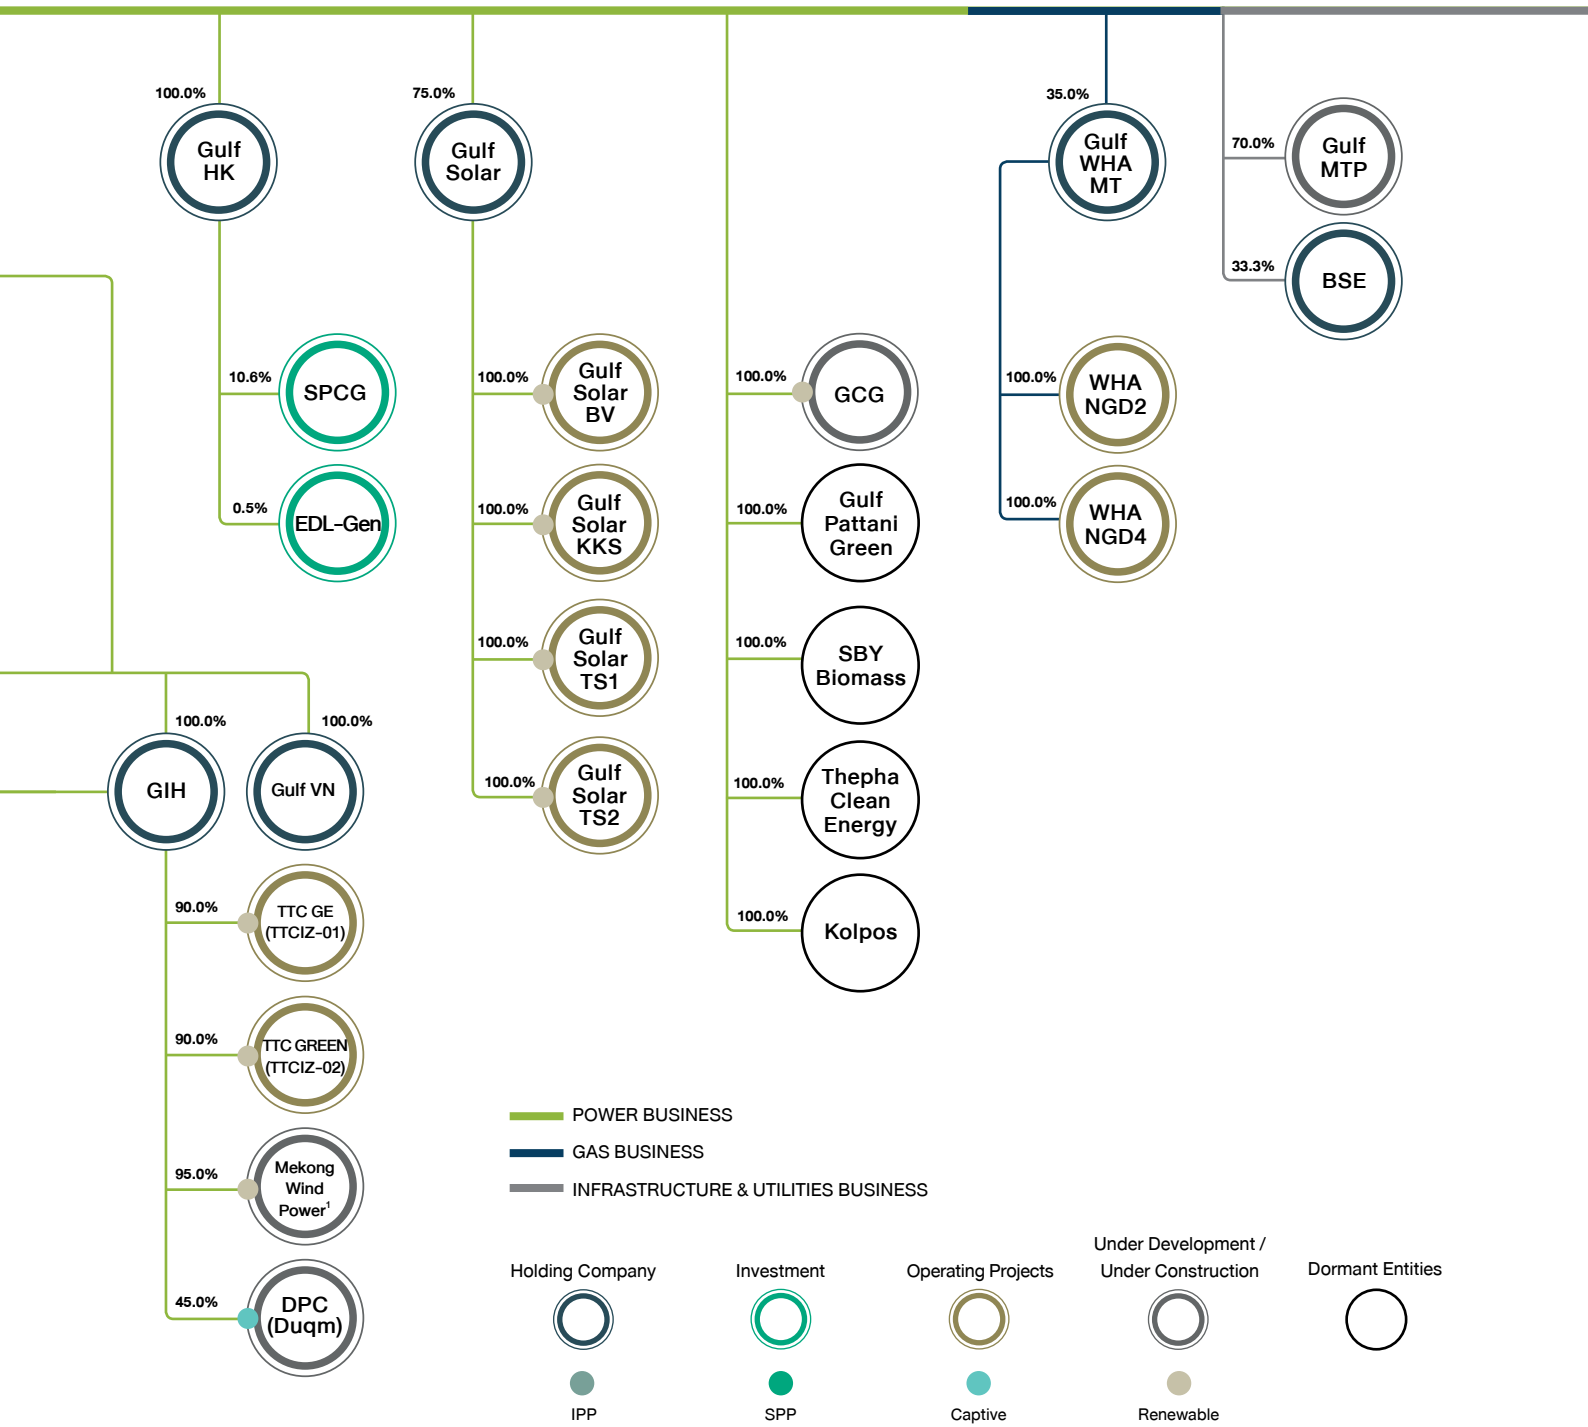 100.0%
Gulf
HK
10.6%
SPCG
0.5%
EDL-Gen
75.0%
Gulf
Solar
100.0%
Gulf
Solar
BV
100.0%
Gulf
Solar
KKS
100.0%
Gulf
Solar
TS1
100.0%
Gulf
Solar
TS2
100.0%
GCG
100.0%
Gulf
Pattani
Green
100.0%
SBY
Biomass
100.0%
Thepha
Clean
Energy
100.0%
Kolpos
35.0%
Gulf
WHA
MT
100.0%
WHA
NGD2
100.0%
WHA
NGD4
70.0%
Gulf
MTP
33.3%
BSE
100.0%
GIH
100.0%
Gulf VN
90.0%
TTC GE
(TTCIZ-01)
90.0%
TTC GREEN
(TTCIZ-02)
95.0%
Mekong
Wind
Power¹
45.0%
DPC
(Duqm)
POWER BUSINESS
GAS BUSINESS
INFRASTRUCTURE & UTILITIES BUSINESS
Holding Company
Investment
Operating Projects
Under Development /
Under Construction
Dormant Entities
IPP
SPP
Captive
Renewable